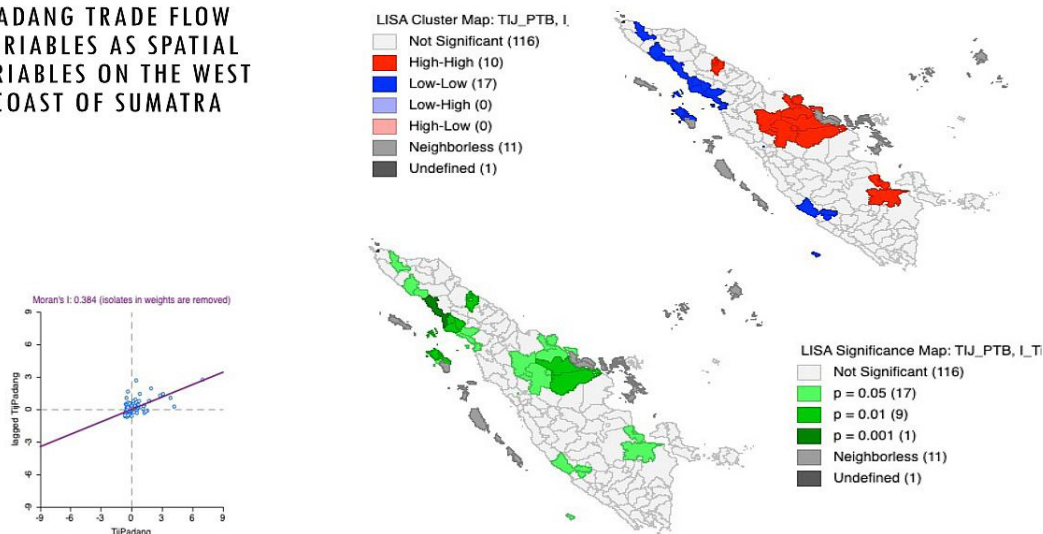 ADANG TRADE FLOW
RIABLES AS SPATIAL
RIABLES ON THE WEST
COAST OF SUMATRA
LISA Cluster Map: TIJ_PTB, I_
Not Significant (116)
High-High (10)
Low-Low (17)
Low-High (0)
High-Low (0)
Neighborless (11)
Undefined (1)
Moran's I: 0.384 (isolates in weights are removed)
lagged TijPadang
9
6
3
0
-3
-6
-9
-9 -6 -3 0 3 6 9
TijPadang
LISA Significance Map: TIJ_PTB, I_Ti
Not Significant (116)
p = 0.05 (17)
p = 0.01 (9)
p = 0.001 (1)
Neighborless (11)
Undefined (1)